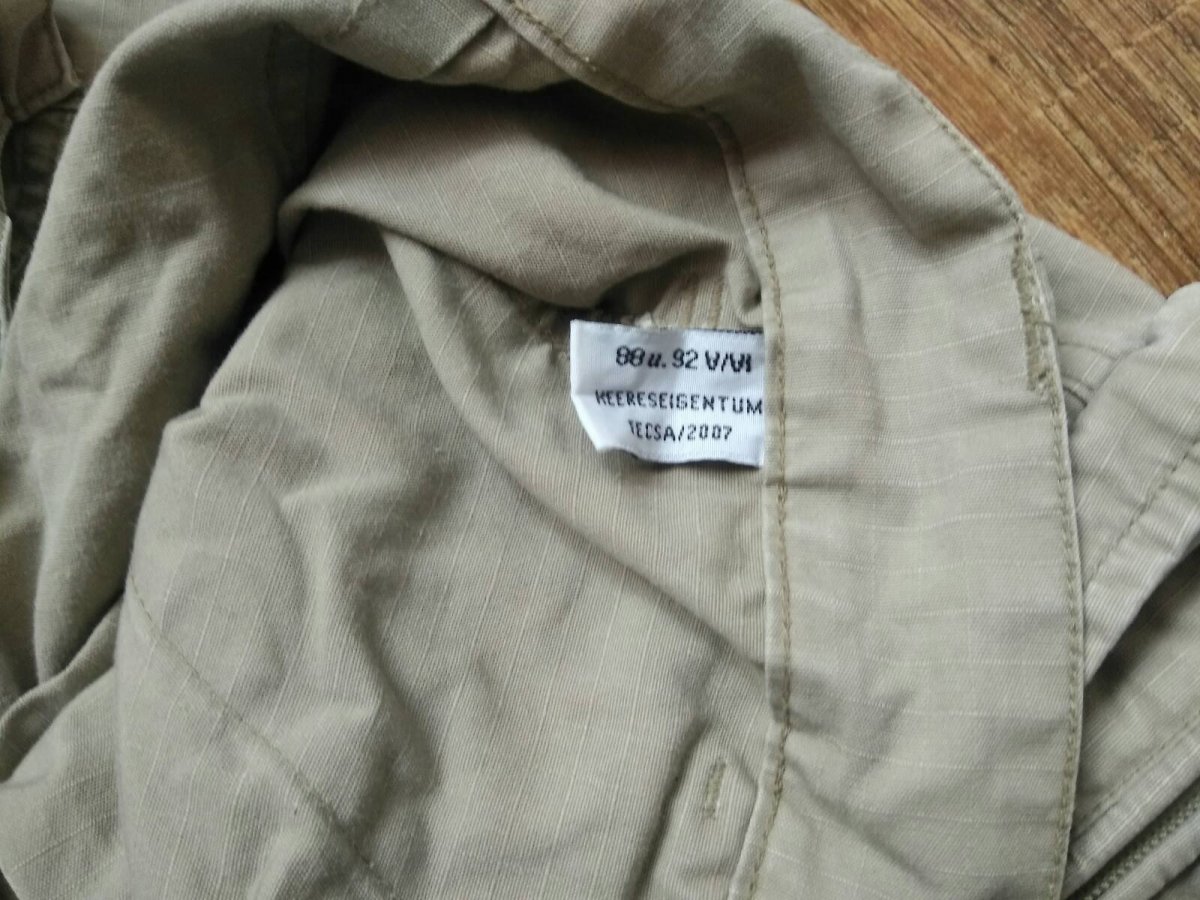 88 u. 92 V/VI
HEERESEIGENTUM
TECSA/2007